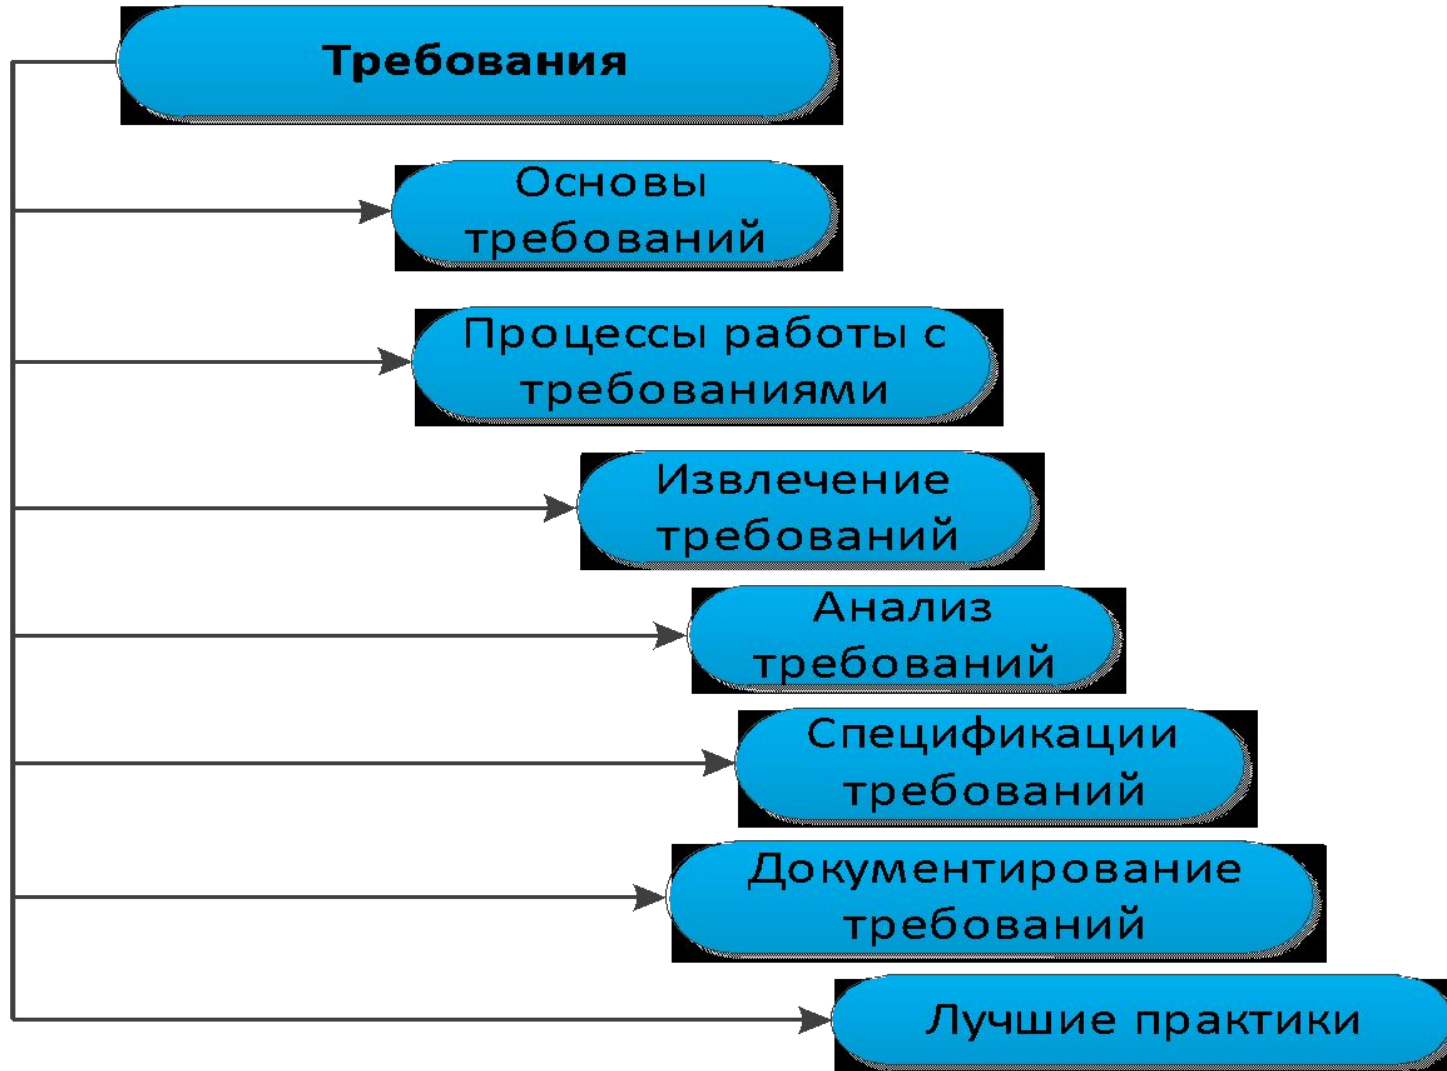 Требования
Основы
требований
Процессы работы с
требованиями
Извлечение
требований
Анализ
требований
Спецификации
требований
Документирование
требований
Лучшие практики